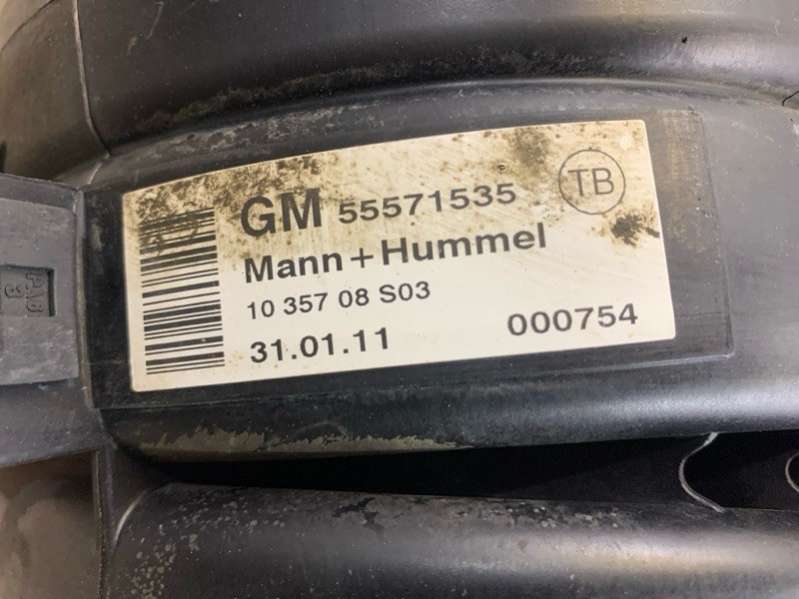 GM 55571535 TB
Mann+Hummel
10 357 08 S03
31.01.11 000754